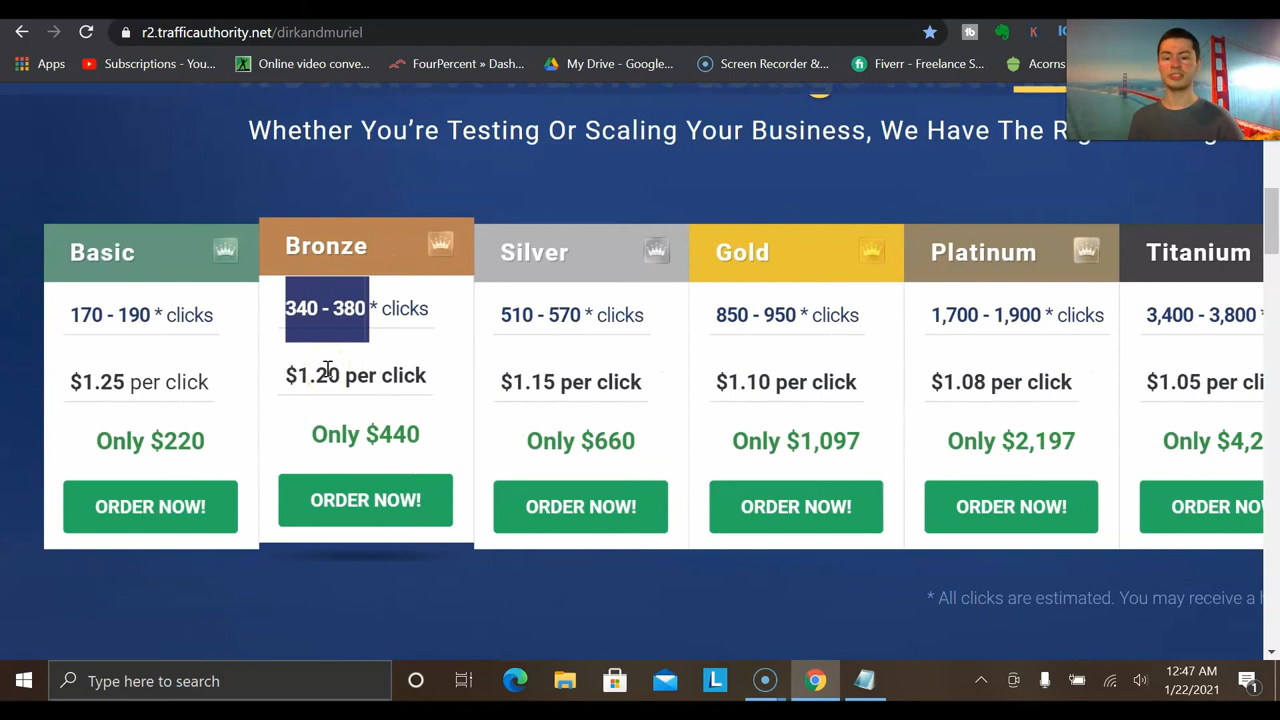 r2.trafficauthority.net/dirkandmuriel
Apps
Subscriptions - You...
Online video conve...
FourPercent » Dash...
My Drive - Google...
Screen Recorder &...
Fiverr - Freelance S...
Acorns
Whether You're Testing Or Scaling Your Business, We Have The R
Basic
170 - 190 * clicks
$1.25 per click
Only $220
ORDER NOW!
Bronze
340 - 380 * clicks
$1.20 per click
Only $440
ORDER NOW!
Silver
510 - 570 * clicks
$1.15 per click
Only $660
ORDER NOW!
Gold
850 - 950 * clicks
$1.10 per click
Only $1,097
ORDER NOW!
Platinum
1,700 - 1,900 * clicks
$1.08 per click
Only $2,197
ORDER NOW!
Titanium
3,400 - 3,800 *
$1.05 per cli
Only $4,2
ORDER NO
* All clicks are estimated. You may receive a h
Type here to search
12:47 AM
1/22/2021